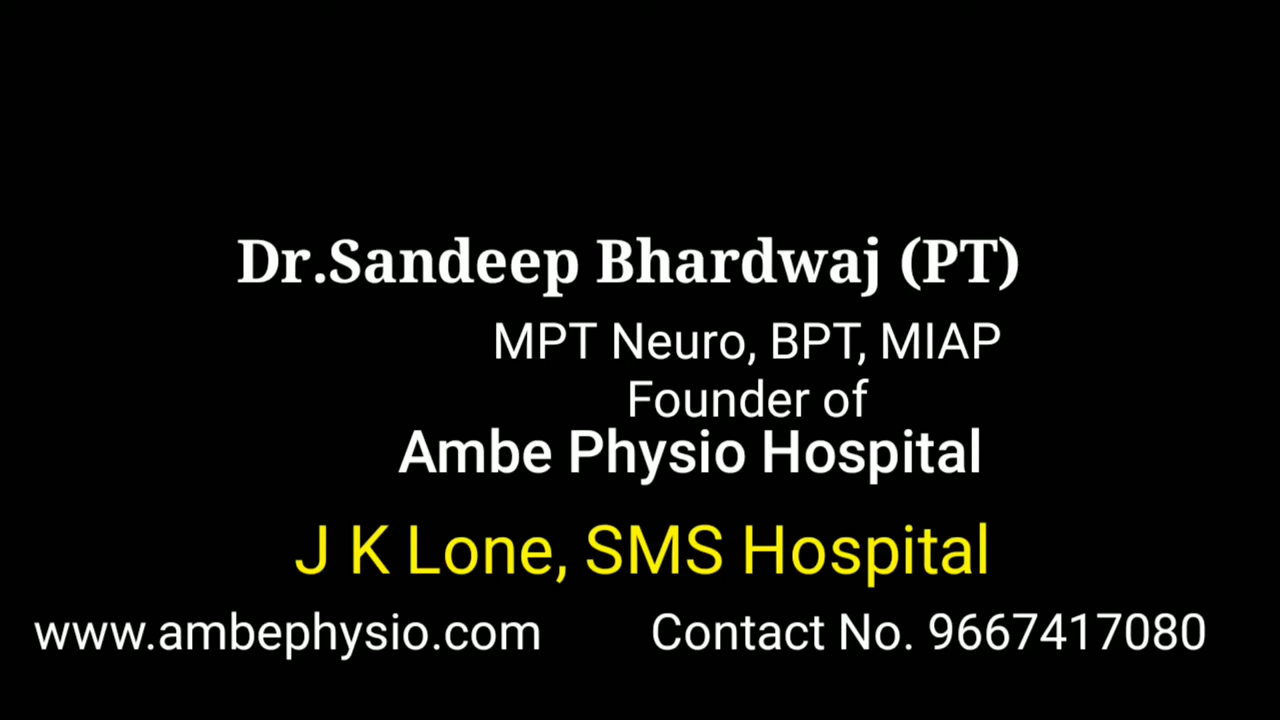 Dr.Sandeep Bhardwaj (PT)
MPT Neuro, BPT, MIAP
Founder of
Ambe Physio Hospital
J K Lone, SMS Hospital
www.ambephysio.com Contact No. 9667417080